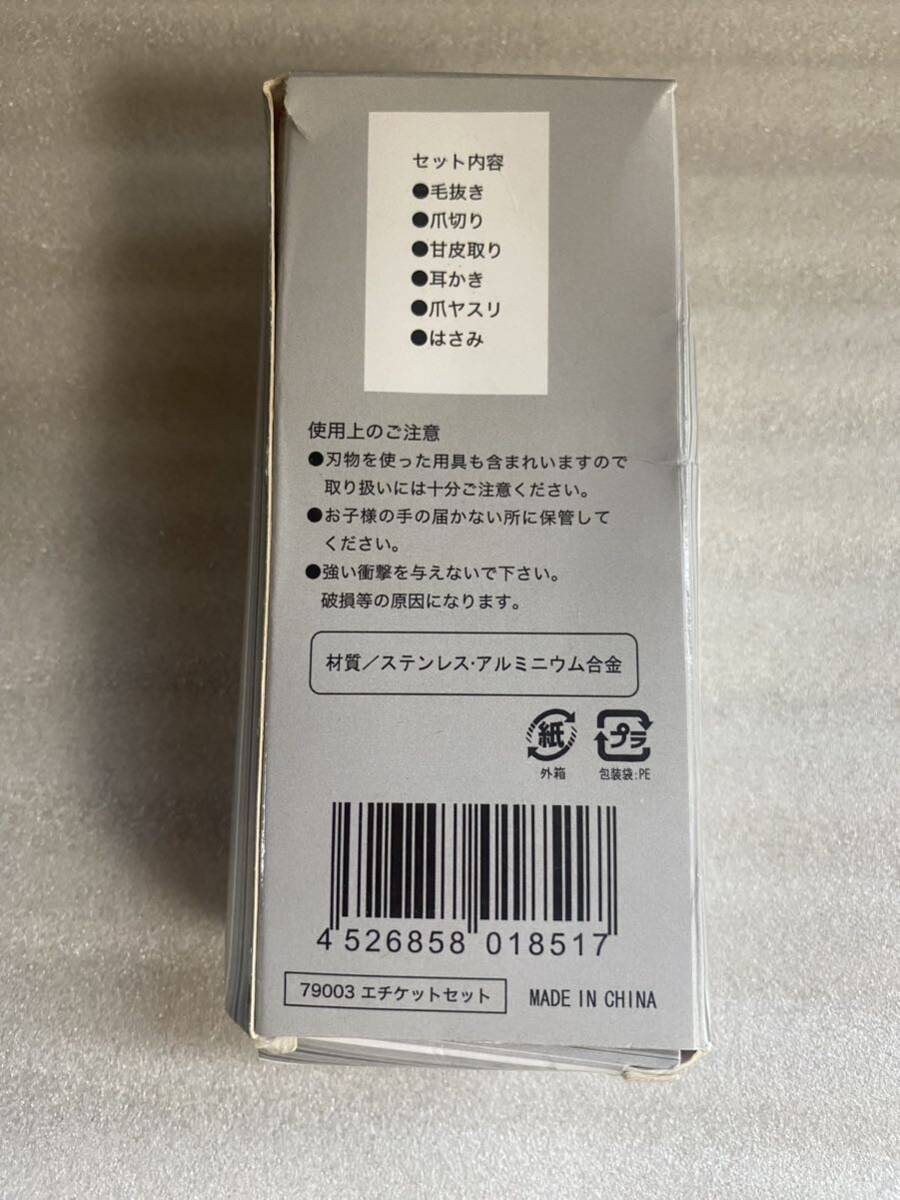 セット内容
●毛抜き
●爪切り
●甘皮取り
●耳かき
●爪ヤスリ
●はさみ
使用上のご注意
●刃物を使った用具も含まれいますので
取り扱いには十分ご注意ください。
●お子様の手の届かない所に保管して
ください。
●強い衝撃を与えないで下さい。
破損等の原因になります。
材質／ステンレス・アルミニウム合金
紙 プラ
外箱 包装袋:PE
4 526858 018517
79003 エチケットセット MADE IN CHINA